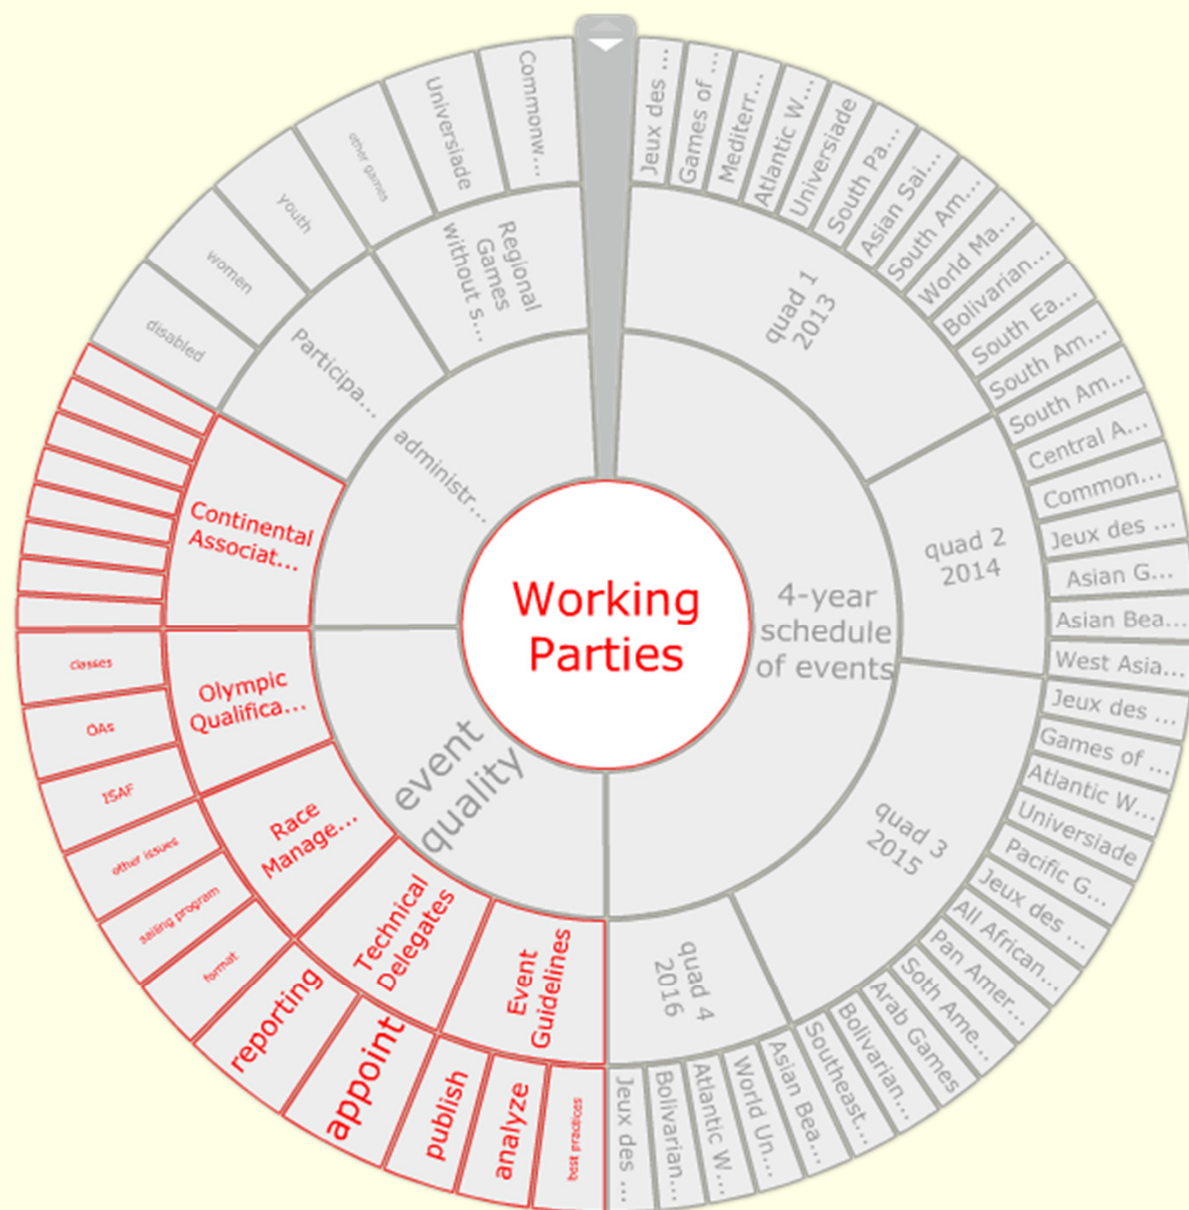 Working
Parties
4-year
schedule
of events
quad 1
2013
Jeux des ...
Games of ...
Mediterr...
Atlantic W...
Universiade
South Pa...
Asian Sai...
South Am...
World Ma...
Bolivarian...
South Ea...
South Am...
quad 2
2014
South Am...
Central A...
Common...
Jeux des ...
Asian G...
Asian Bea...
West Asia...
quad 3
2015
Jeux des ...
Games of ...
Atlantic W...
Universiade
Pacific G...
Jeux des ...
All African...
Pan Amer...
Soth Ame...
Arab Games
Bolivarian...
Southeast...
quad 4
2016
Asian Bea...
World Un...
Atlantic W...
Bolivarian...
Jeux des ...
event
quality
Event
Guidelines
best practices
analyze
publish
Technical
Delegates
appoint
reporting
Race
Manage...
format
sailing program
other issues
Olympic
Qualifica...
ISAF
OAs
classes
Continental
Associat...
administr...
Participa...
disabled
women
youth
other games
Regional
Games
without s...
Universiade
Commonw...